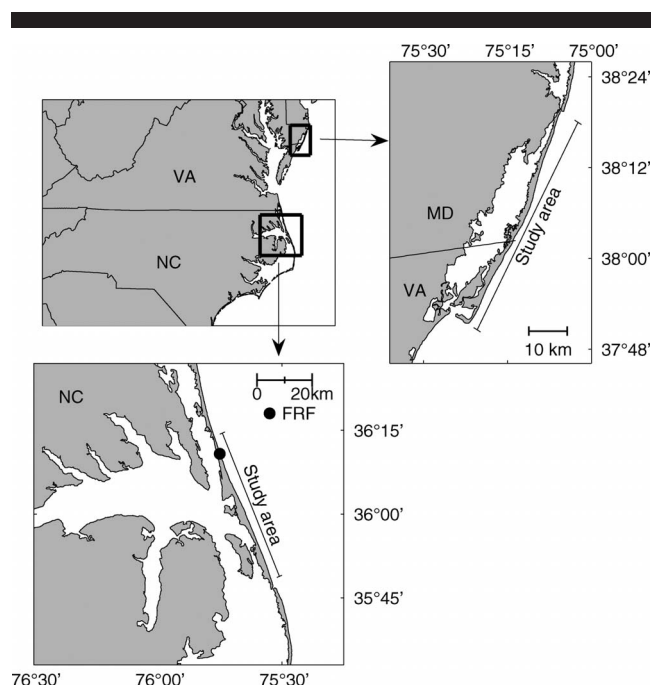 75°30’ 75°15’ 75°00’
38°24’
38°12’
38°00’
37°48’
MD
VA
Study area
10 km
VA
NC
NC
0 20km
FRF
36°15’
36°00’
35°45’
Study area
76°30’ 76°00’ 75°30’